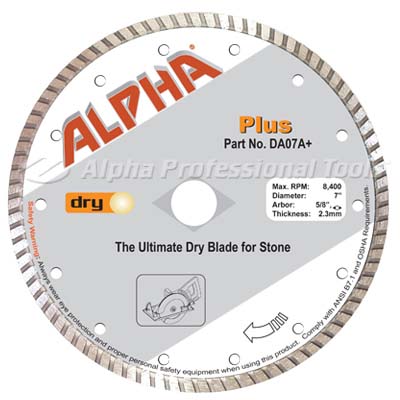 ALPHA®
Plus
Part No. DA07A+
Alpha Professional Tools
dry
Max. RPM: 8,400
Diameter: 7"
Arbor: 5/8",
Thickness: 2.3mm
The Ultimate Dry Blade for Stone
Safety Warning: Always wear eye protection and proper personal safety equipment when using this product. Comply with ANSI B7.1 and OSHA Requirements.